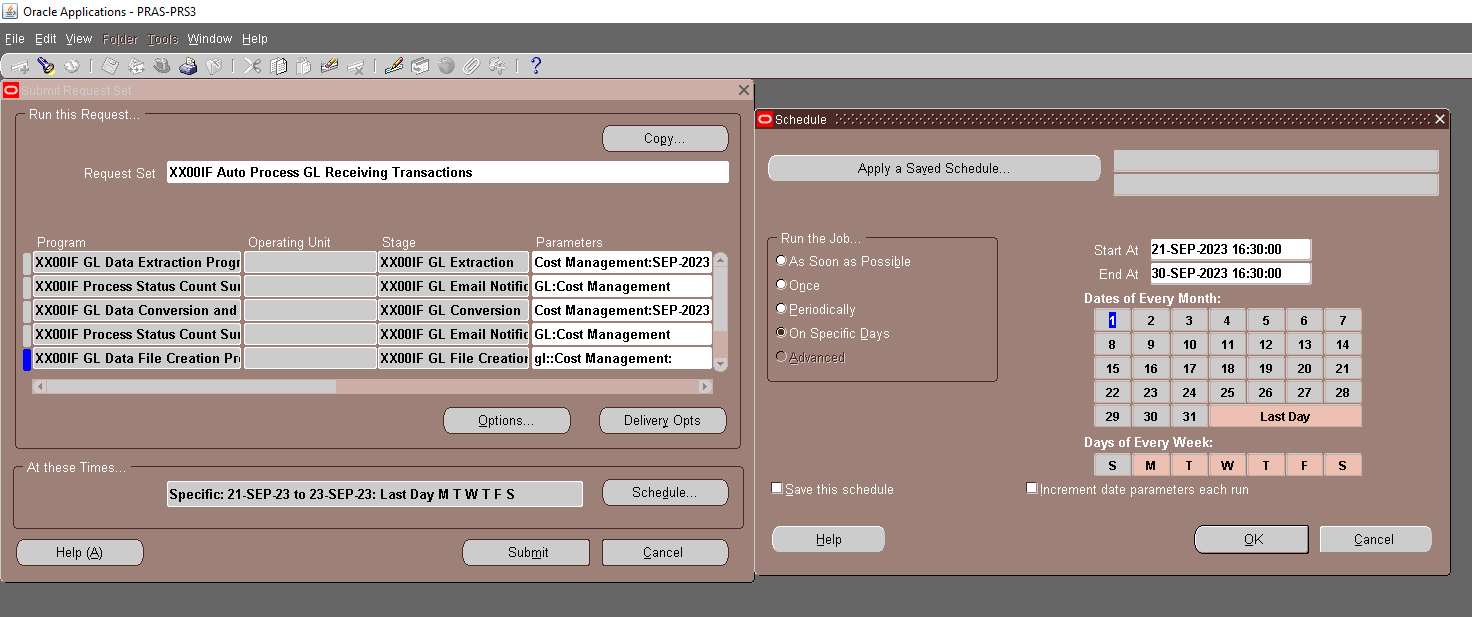 Oracle Applications - PRAS-PRS3
File Edit View Folder Tools Window Help
Submit Request Set
Run this Request...
Copy...
Request Set XX00IF Auto Process GL Receiving Transactions
Program Operating Unit Stage Parameters
XX00IF GL Data Extraction Progr XX00IF GL Extraction Cost Management:SEP-2023
XX00IF Process Status Count Sur XX00IF GL Email Notific GL:Cost Management
XX00IF GL Data Conversion and XX00IF GL Conversion Cost Management:SEP-2023
XX00IF Process Status Count Sur XX00IF GL Email Notific GL:Cost Management
XX00IF GL Data File Creation Pr XX00IF GL File Creation gl::Cost Management:
Options... Delivery Opts
At these Times...
Specific: 21-SEP-23 to 23-SEP-23: Last Day M T W T F S Schedule...
Help (A) Submit Cancel
Schedule
Apply a Saved Schedule...
Run the Job...
As Soon as Possible
Once
Periodically
On Specific Days
Advanced
Start At 21-SEP-2023 16:30:00
End At 30-SEP-2023 16:30:00
Dates of Every Month:
1 2 3 4 5 6 7
8 9 10 11 12 13 14
15 16 17 18 19 20 21
22 23 24 25 26 27 28
29 30 31 Last Day
Days of Every Week:
S M T W T F S
Save this schedule Increment date parameters each run
Help OK Cancel